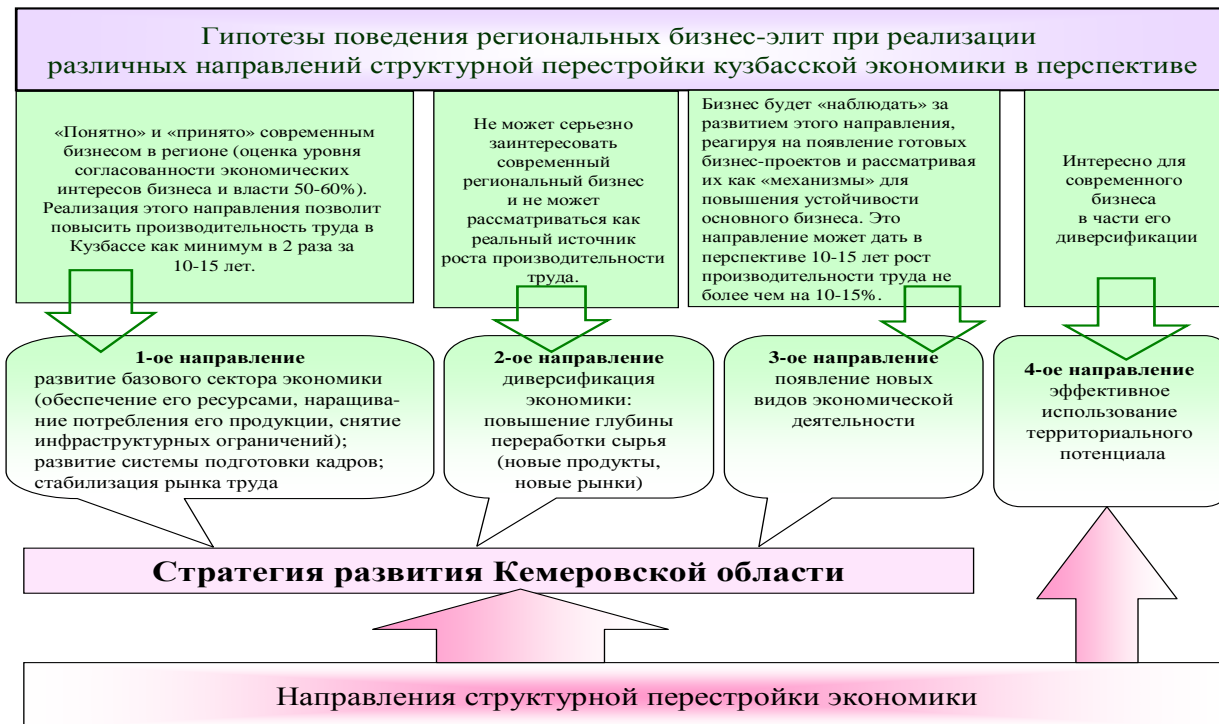 Гипотезы поведения региональных бизнес-элит при реализации
различных направлений структурной перестройки кузбасской экономики в перспективе
«Понятно» и «принято» современным
бизнесом в регионе (оценка уровня
согласованности экономических
интересов бизнеса и власти 50-60%).
Реализация этого направления позволит
повысить производительность труда в
Кузбассе как минимум в 2 раза за
10-15 лет.
Не может серьезно
заинтересовать
современный
региональный бизнес
и не может
рассматриваться как
реальный источник
роста производительности
труда.
Бизнес будет «наблюдать» за
развитием этого направления,
реагируя на появление готовых
бизнес-проектов и рассматривая
их как «механизмы» для
повышения устойчивости
основного бизнеса. Это
направление может дать в
перспективе 10-15 лет рост
производительности труда не
более чем на 10-15%.
Интересно для
современного
бизнеса
в части его
диверсификации
1-ое направление
развитие базового сектора экономики
(обеспечение его ресурсами, наращива-
ние потребления его продукции, снятие
инфраструктурных ограничений);
развитие системы подготовки кадров;
стабилизация рынка труда
2-ое направление
диверсификация
экономики:
повышение глубины
переработки сырья
(новые продукты,
новые рынки)
3-ое направление
появление новых
видов экономической
деятельности
4-ое направление
эффективное
использование
территориального
потенциала
Стратегия развития Кемеровской области
Направления структурной перестройки экономики